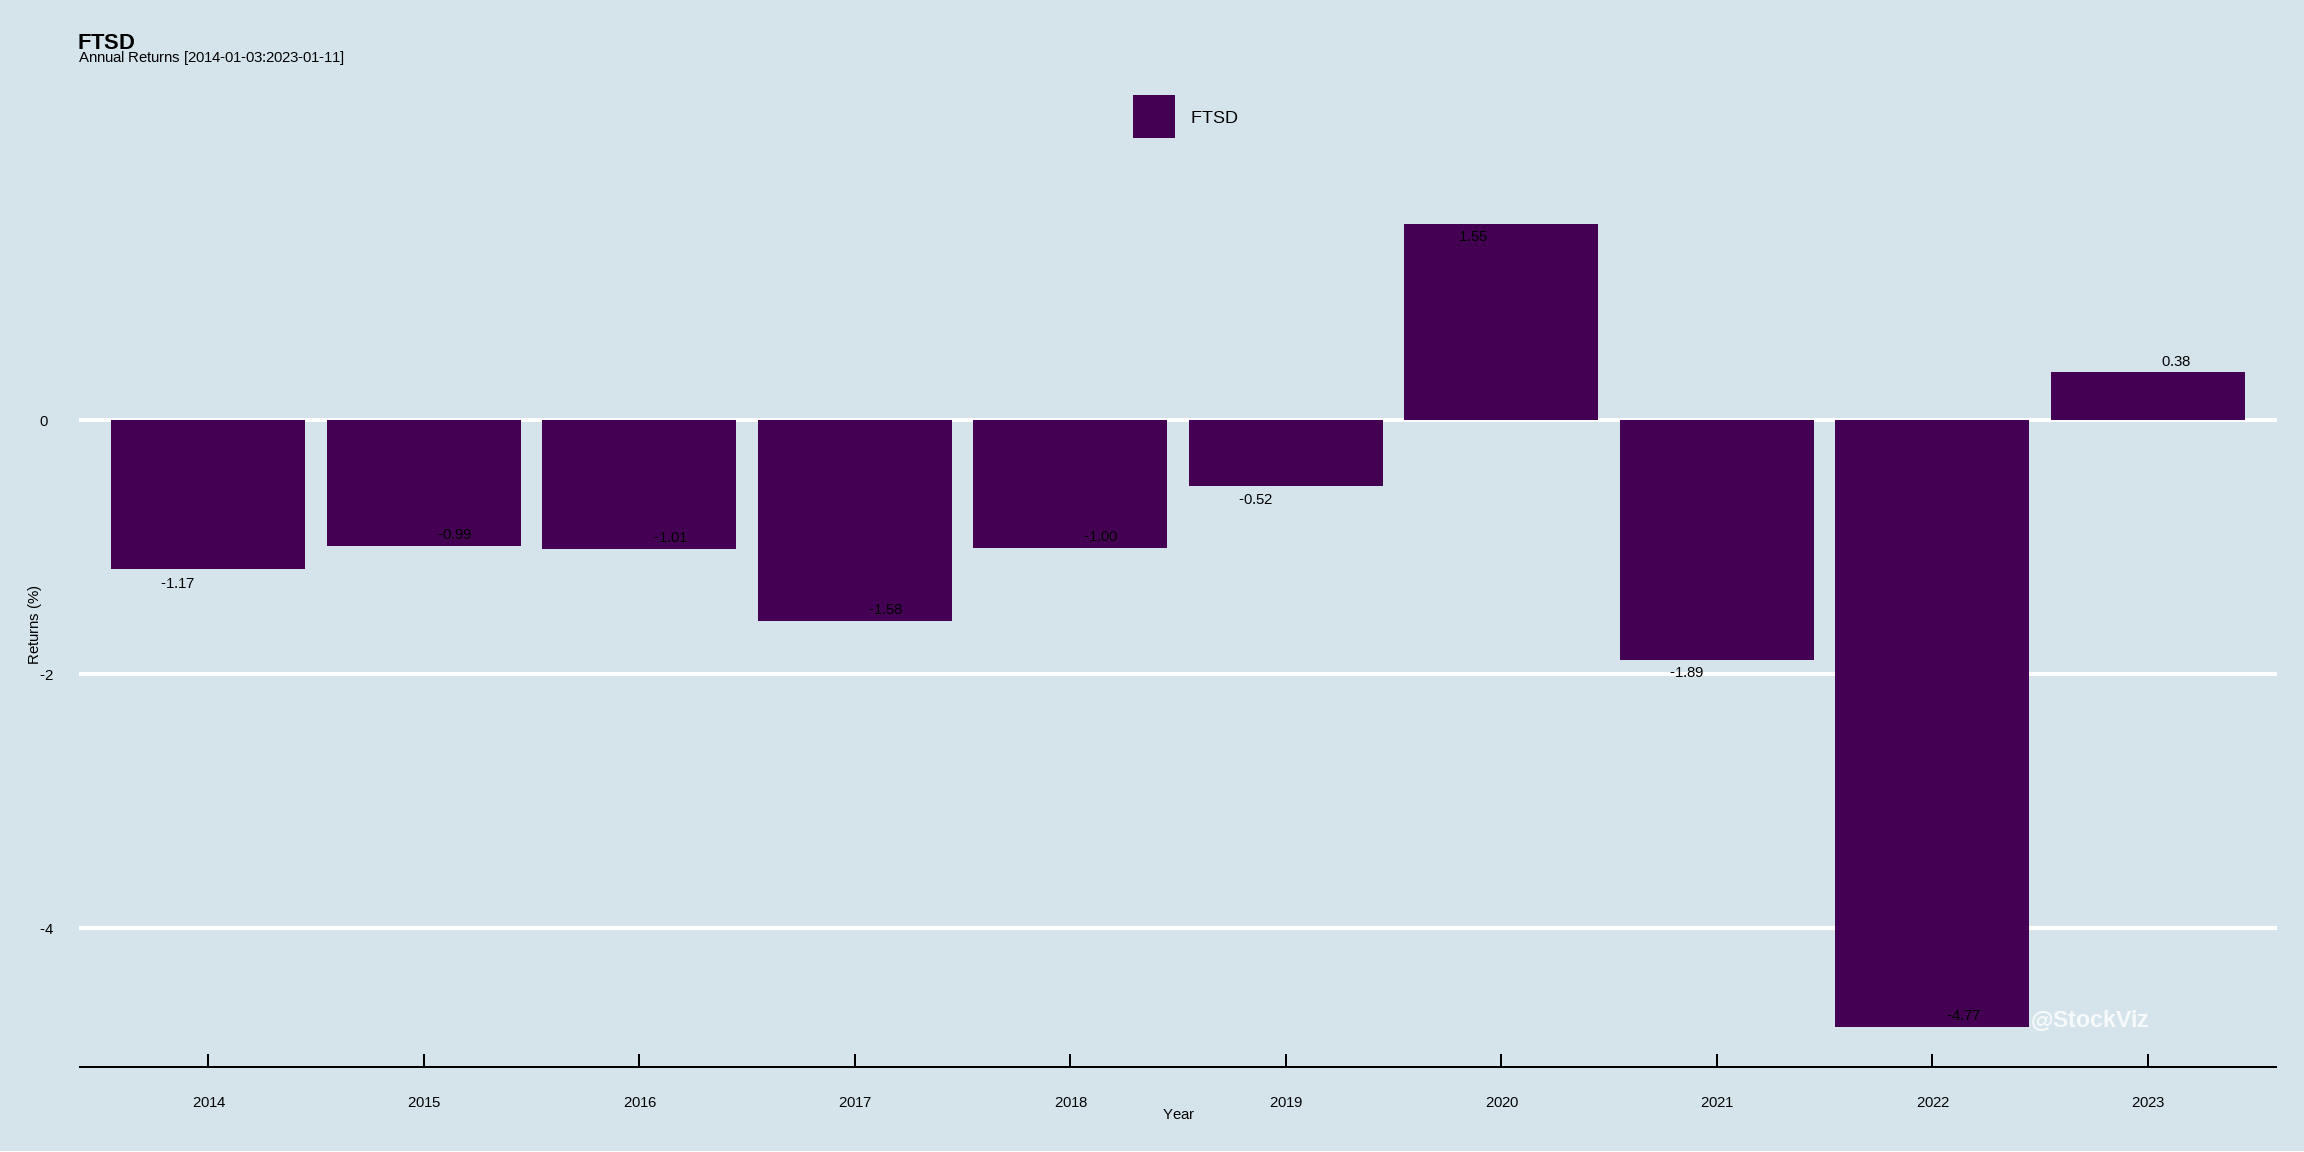 FTSD
Annual Returns [2014-01-03:2023-01-11]
FTSD
1.55
0.38
0
-0.52
-0.99
-1.01
-1.00
-1.17
-1.58
Returns (%)
-1.89
-2
-4
-4.77
@StockViz
2014 2015 2016 2017 2018 2019 2020 2021 2022 2023
Year